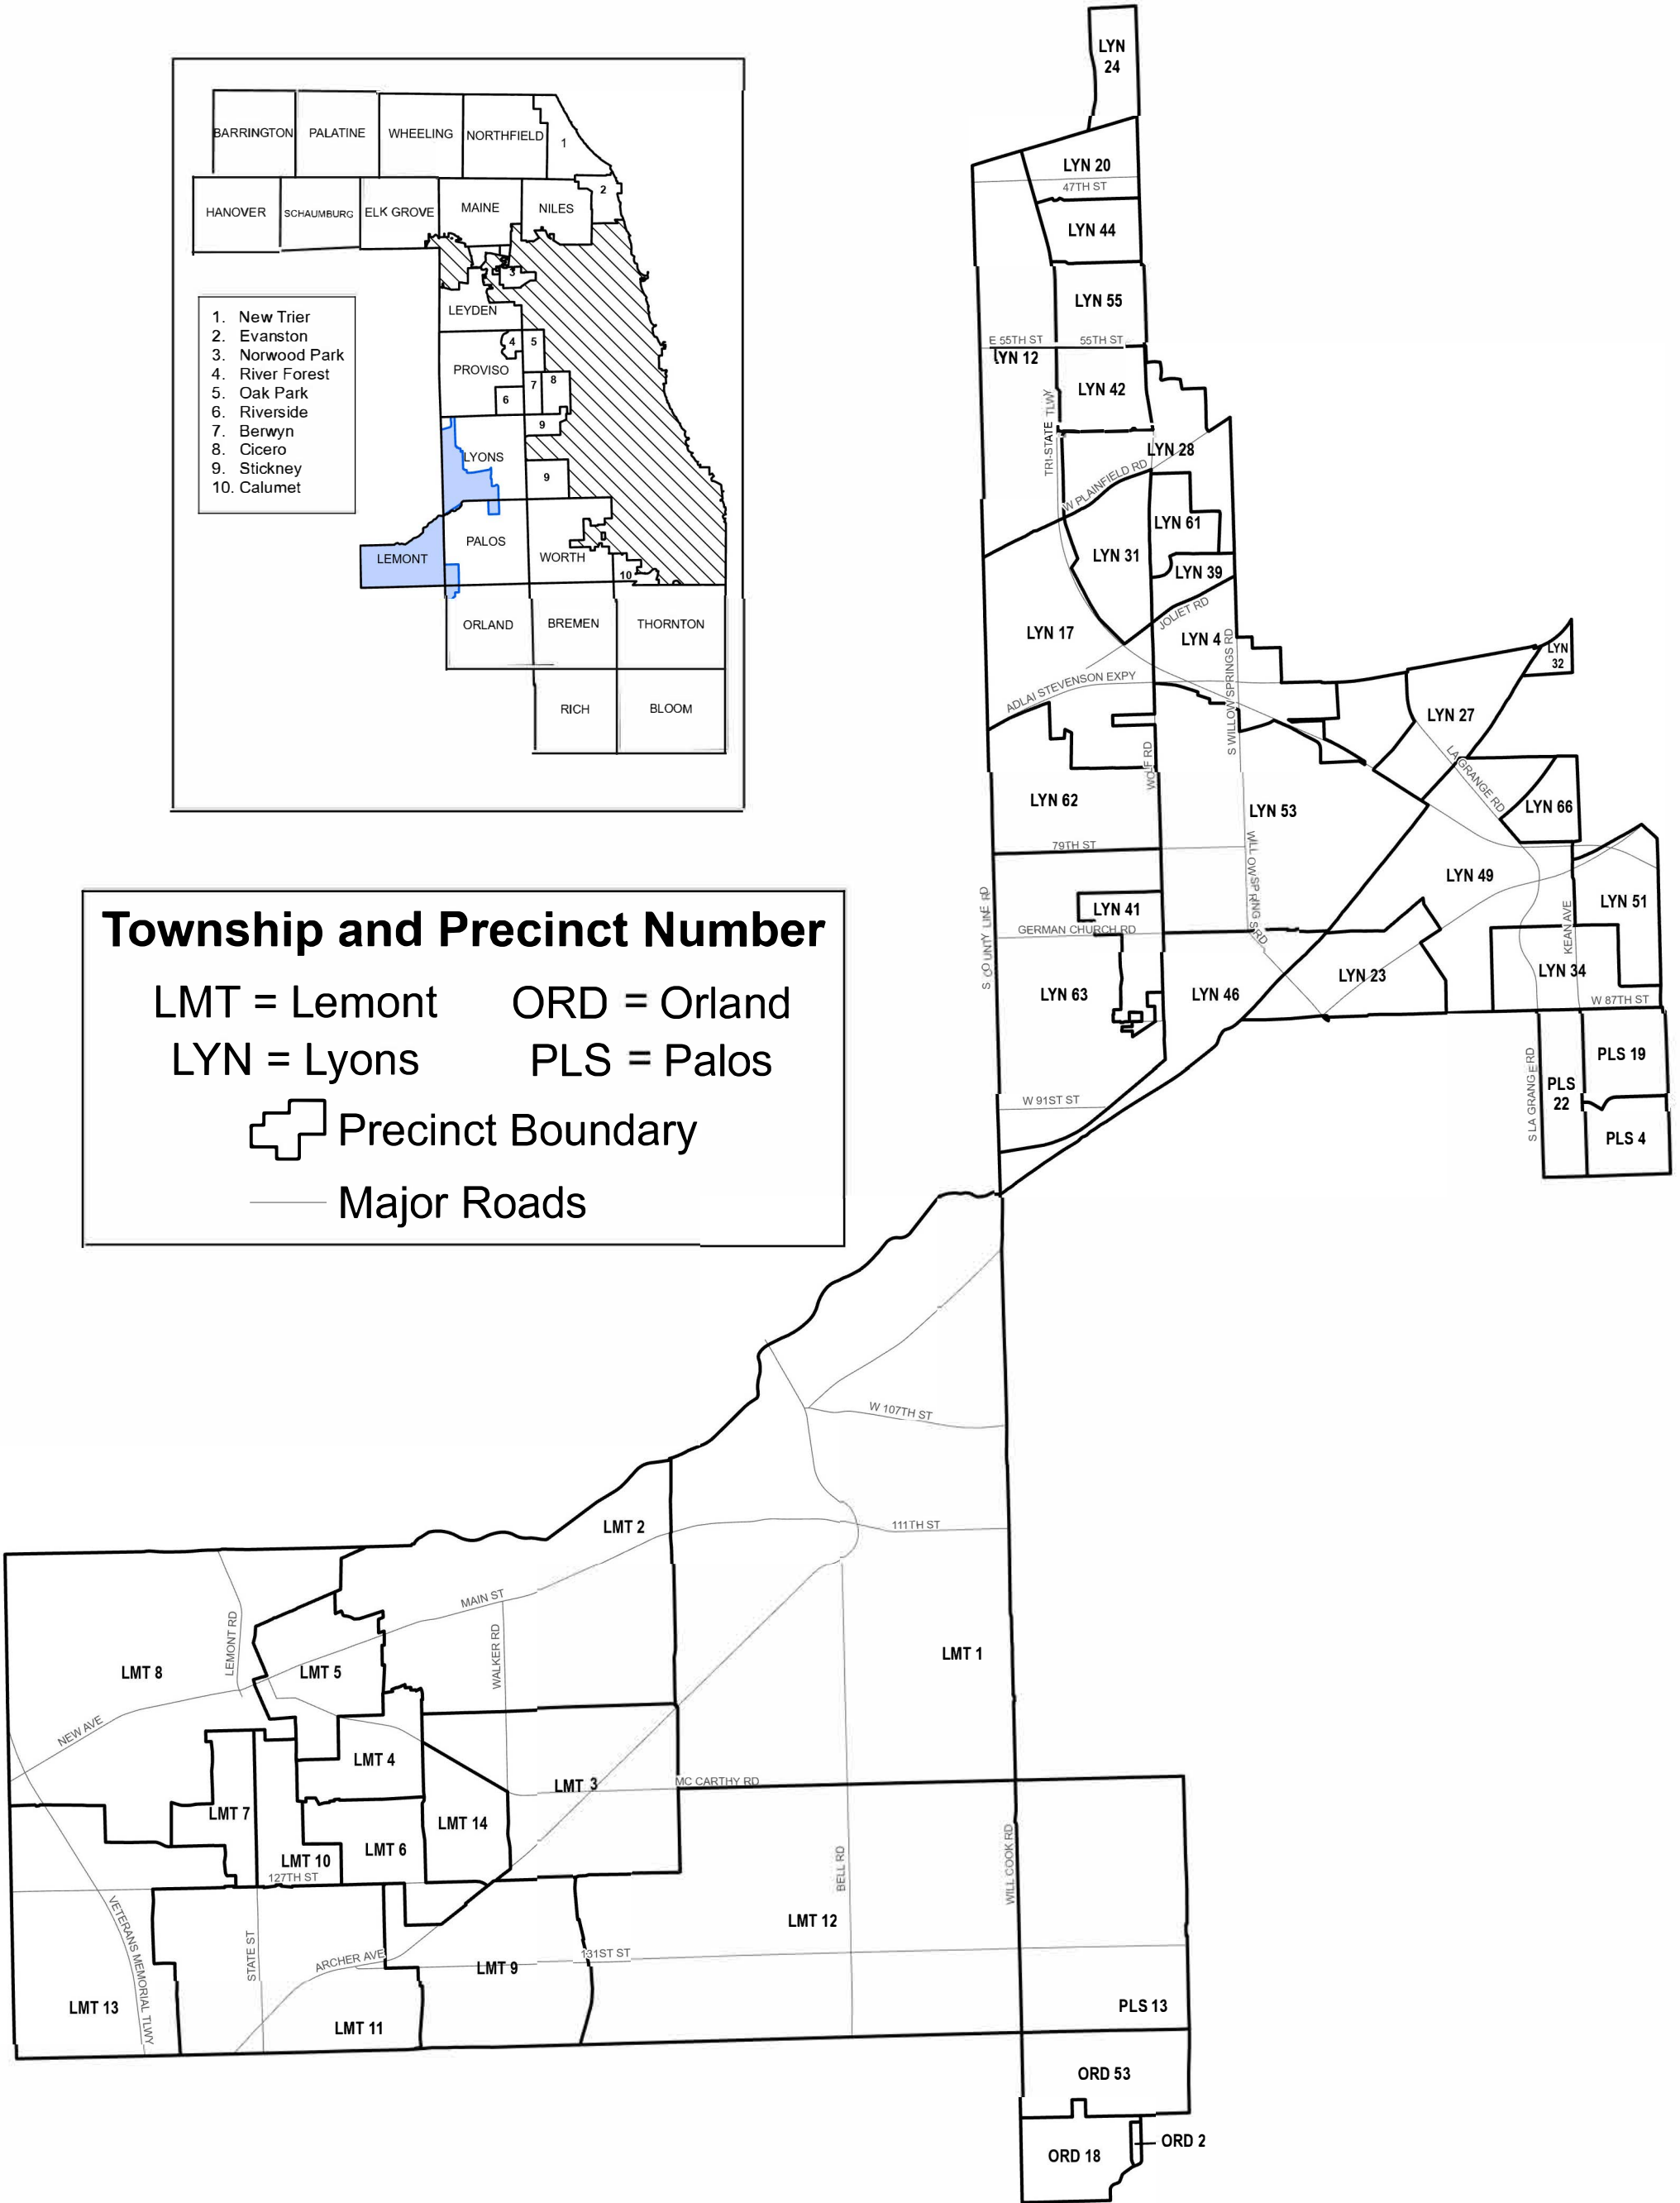 BARRINGTON PALATINE WHEELING NORTHFIELD 1
2
HANOVER SCHAUMBURG ELK GROVE MAINE NILES
3
1. New Trier
2. Evanston
3. Norwood Park
4. River Forest
5. Oak Park
6. Riverside
7. Berwyn
8. Cicero
9. Stickney
10. Calumet
LEYDEN
4 5
PROVISO
7 8
6
9
LYONS
9
PALOS
LEMONT WORTH
10
ORLAND BREMEN THORNTON
RICH BLOOM
Township and Precinct Number
LMT = Lemont ORD = Orland
LYN = Lyons PLS = Palos
Precinct Boundary
Major Roads
LYN
24
LYN 20
47TH ST
LYN 44
LYN 55
E 55TH ST 55TH ST
LYN 12
LYN 42
TRI-STATE TLWY
LYN 28
W PLAINFIELD RD
LYN 61
LYN 31
LYN 39
JOLIET RD
LYN 17
LYN 4
S WILLOW SPRINGS RD
LYN
32
ADLAI STEVENSON EXPY
LYN 27
WOLF RD
LA GRANGE RD
LYN 62
LYN 53
LYN 66
79TH ST
WILLOW SPRINGS RD
LYN 49
S COUNTY LINE RD
LYN 41
LYN 51
GERMAN CHURCH RD
KEAN AVE
LYN 23
LYN 34
LYN 63
LYN 46
W 87TH ST
S LA GRANGE RD
PLS 19
PLS
22
W 91ST ST
PLS 4
W 107TH ST
LMT 2
111TH ST
MAIN ST
LEMONT RD
WALKER RD
LMT 1
LMT 8
LMT 5
NEW AVE
LMT 4
LMT 3
MC CARTHY RD
LMT 7
LMT 14
LMT 6
LMT 10
127TH ST
BELL RD
WILL COOK RD
LMT 12
VETERANS MEMORIAL TLWY
STATE ST
ARCHER AVE
131ST ST
LMT 9
LMT 13
PLS 13
LMT 11
ORD 53
ORD 2
ORD 18